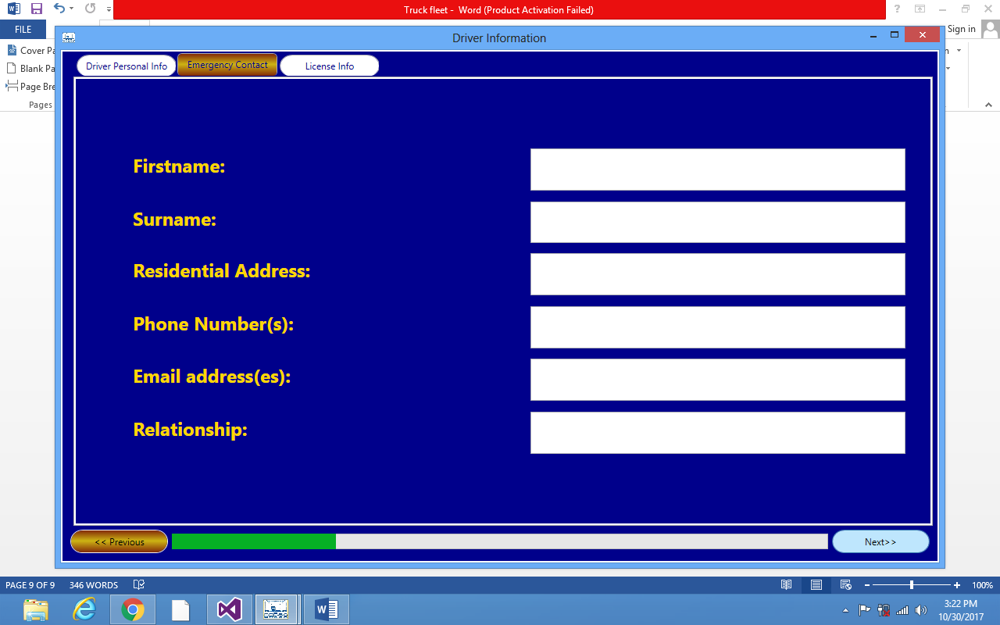 Truck fleet - Word (Product Activation Failed)
FILE
Sign in
Driver Information
Cover Pa
Blank Pa
Page Bre
Pages
Driver Personal Info
Emergency Contact
License Info
Firstname:
Surname:
Residential Address:
Phone Number(s):
Email address(es):
Relationship:
<< Previous
Next>>
PAGE 9 OF 9 346 WORDS
100%
3:22 PM
10/30/2017